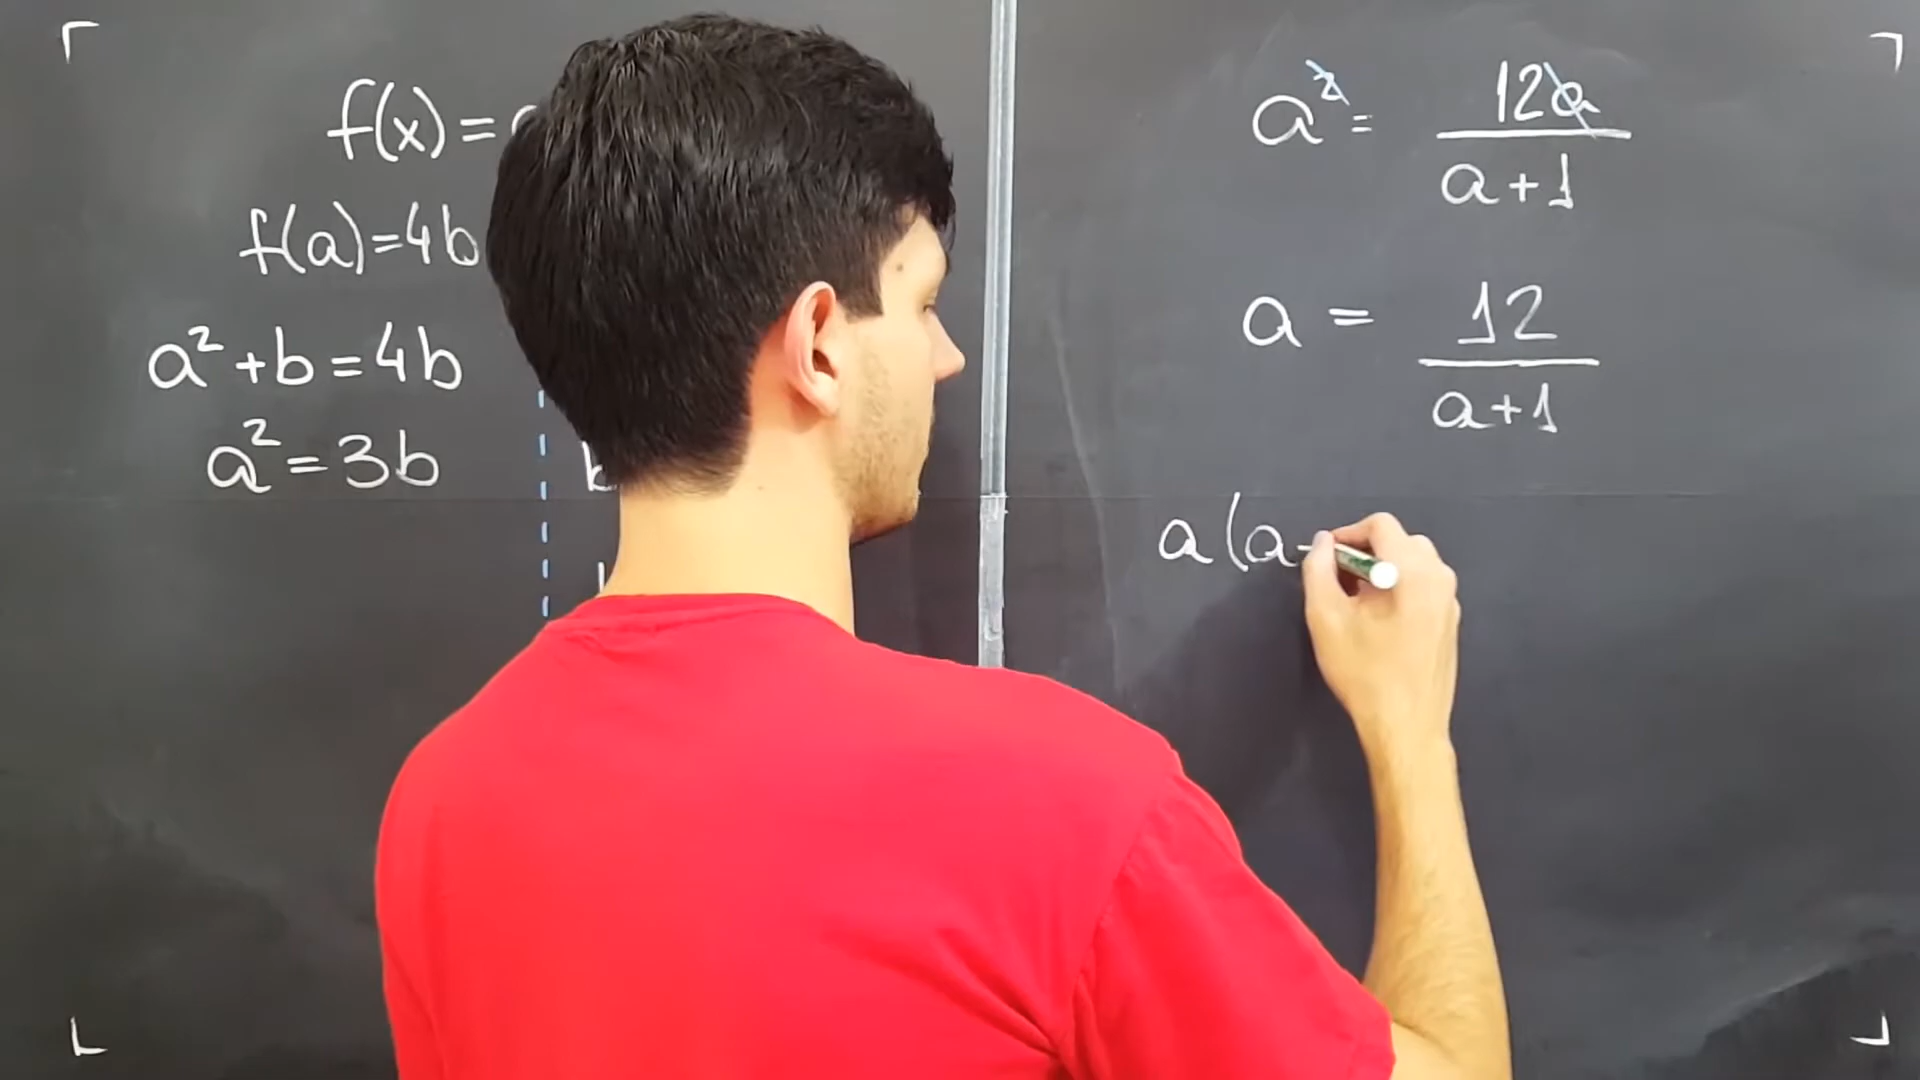 f(x)=
f(a)=4b
a²+b=4b
a²=3b
a² = 12a / a+1
a = 12 / a+1
a(a